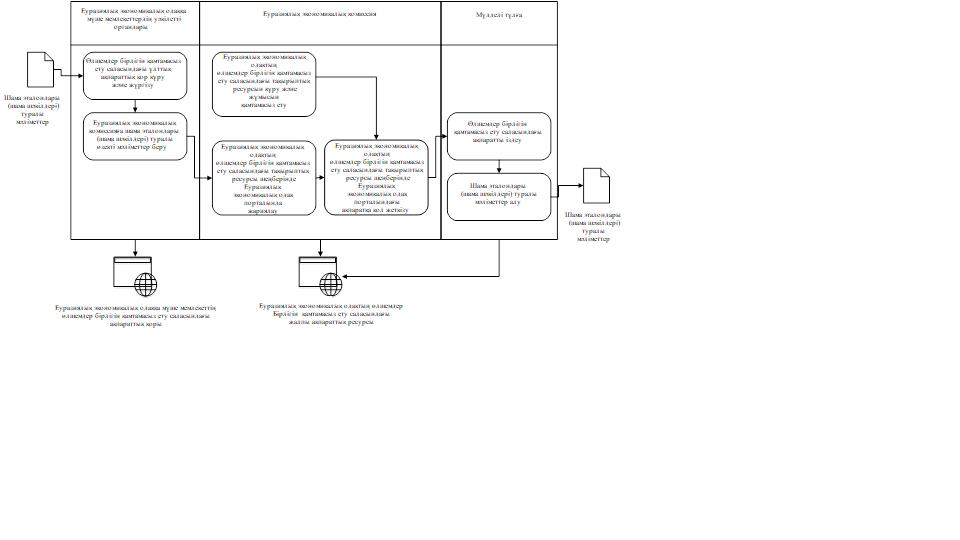 Еуразиялық экономикалық одаққа
мүше мемлекеттердің уәкілетті
органдары
Еуразиялық экономикалық комиссия
Мүдделі тұлға
Шама эталондары
(шама шкәлдері)
туралы
мәліметтер
Өлшемдер бірлігін қамтамасыз
ету саласындағы ұлттық
ақпараттық қор құру
және жүргізу
Еуразиялық экономикалық
комиссияға шама эталондары
(шама шкәлдері) туралы
өзекті мәліметтер беру
Еуразиялық экономикалық
одақтың
өлшемдер бірлігін қамтамасыз
ету саласындағы тақырыптық
ресурсын құру және
жұмысын
қамтамасыз ету
Еуразиялық экономикалық
одақтың
өлшемдер бірлігін қамтамасыз
ету саласындағы тақырыптық
ресурсы шеңберінде
Еуразиялық
экономикалық одақ
порталында
жариялау
Еуразиялық экономикалық
одақтың
өлшемдер бірлігін қамтамасыз
ету саласындағы тақырыптық
ресурсы шеңберінде
Еуразиялық
экономикалық одақ
порталындағы
ақпаратқа қол жеткізу
Өлшемдер бірлігін
қамтамасыз ету саласындағы
ақпаратты іздеу
Шама эталондары
(шама шкәлдері) туралы
мәліметтер алу
Шама эталондары
(шама шкәлдері)
туралы
мәліметтер
Еуразиялық экономикалық одаққа мүше мемлекеттің
өлшемдер бірлігін қамтамасыз ету саласындағы
ақпараттық қоры
Еуразиялық экономикалық одақтың өлшемдер
Бірлігін қамтамасыз ету саласындағы
жалпы ақпараттық ресурсы